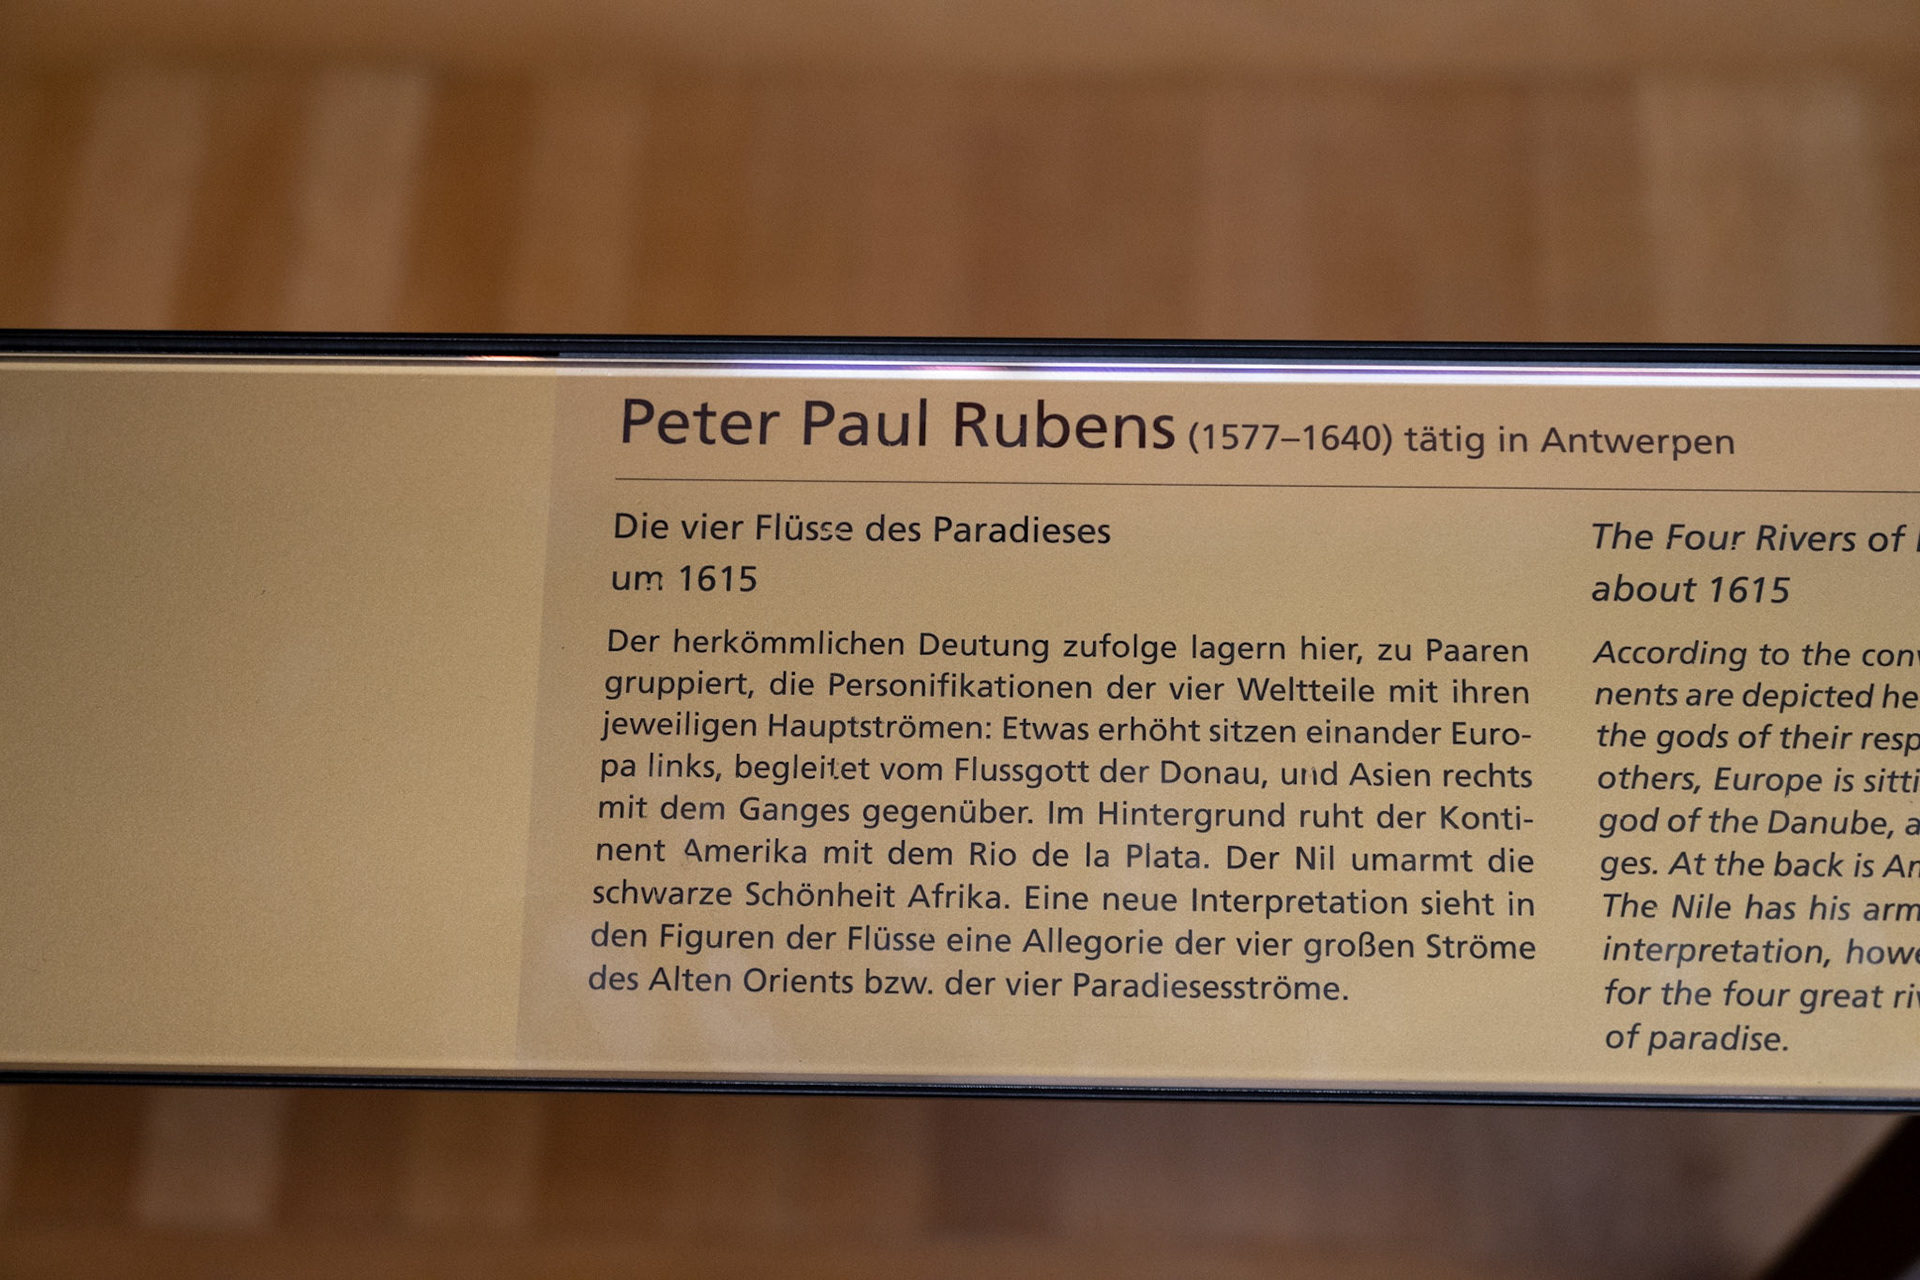 Peter Paul Rubens (1577–1640) tätig in Antwerpen
Die vier Flüsse des Paradieses
um 1615
Der herkömmlichen Deutung zufolge lagern hier, zu Paaren
gruppiert, die Personifikationen der vier Weltteile mit ihren
jeweiligen Hauptströmen: Etwas erhöht sitzen einander Euro-
pa links, begleitet vom Flussgott der Donau, und Asien rechts
mit dem Ganges gegenüber. Im Hintergrund ruht der Konti-
nent Amerika mit dem Rio de la Plata. Der Nil umarmt die
schwarze Schönheit Afrika. Eine neue Interpretation sieht in
den Figuren der Flüsse eine Allegorie der vier großen Ströme
des Alten Orients bzw. der vier Paradiesesströme.
The Four Rivers of
about 1615
According to the
nents are depicted
the gods of their
others, Europe is
god of the Danube,
ges. At the back is
The Nile has his
interpretation,
for the four great
of paradise.